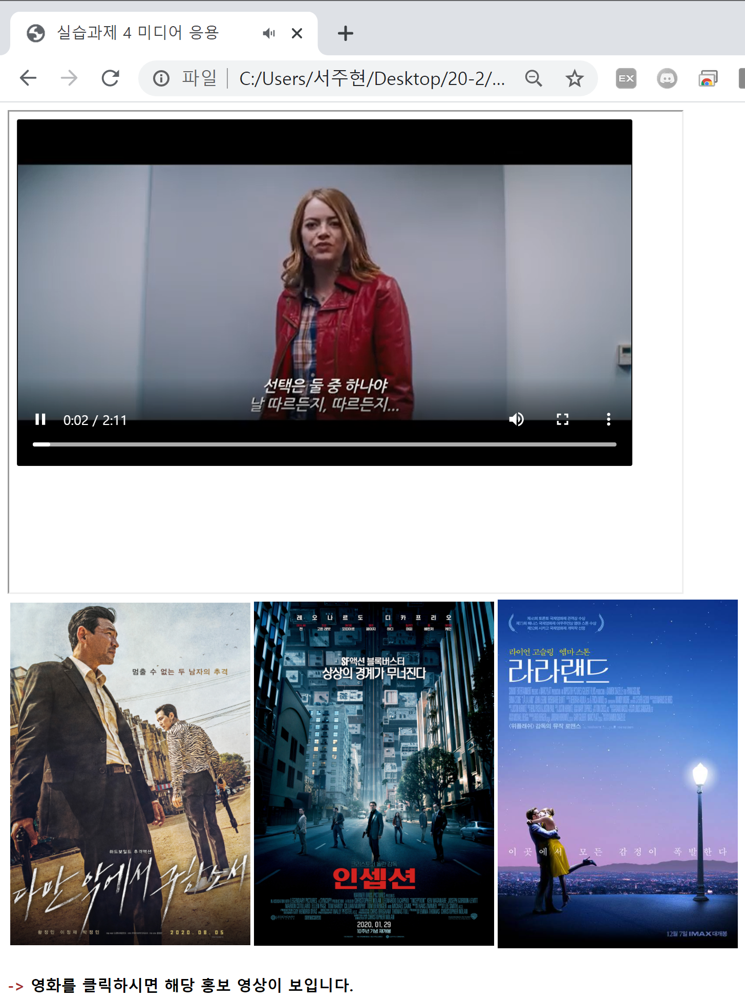 실습과제 4 미디어 응용
파일
C:/Users/서주현/Desktop/20-2/...
EX
선택은 둘 중 하나야
날 따르든지, 따르든지...
0:02 / 2:11
멈출 수 없는 두 남자의 추격
하드보일드 추격액션
다만 악에서 구하소서
황정민 이정재 박정민
2020.08.05
레오나르도 디카프리오
SF액션 블록버스터
상상의 경계가 무너진다
크리스토퍼 놀란 감독
인셉션
2020. 01. 29
10주년 기념 재개봉
제41회 토론토 국제영화제 관객상 수상
제73회 베니스 국제영화제 여우주연상 엠마 스톤 수상
제52회 시카고 국제영화제 개막작 선정
라이언 고슬링 엠마 스톤
라라랜드
<위플래쉬> 감독의 뮤직 로맨스
이곳에서 모든 감정이 폭발한다
12월 7일 IMAX 대개봉
-> 영화를 클릭하시면 해당 홍보 영상이 보입니다.